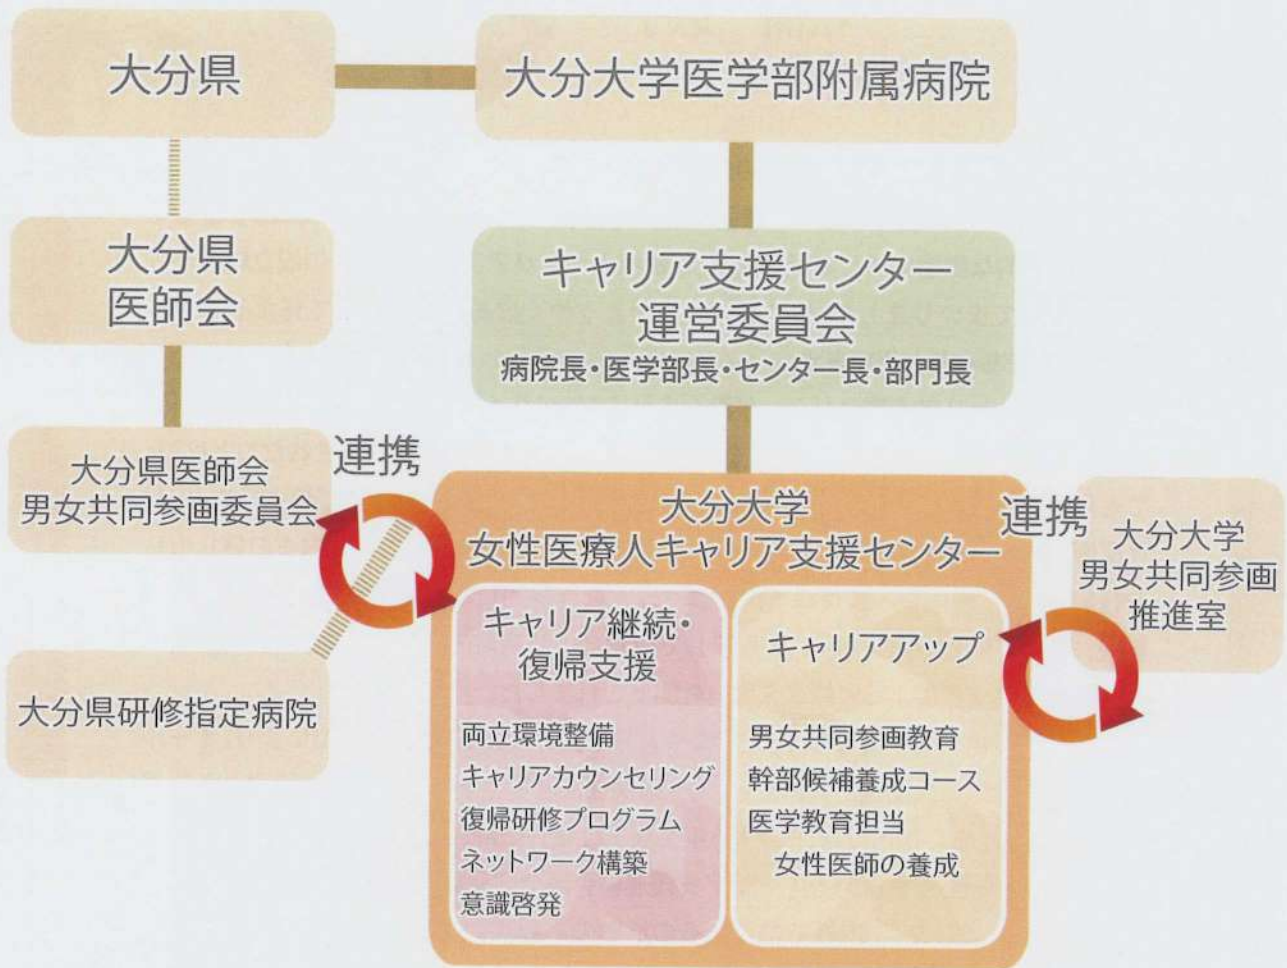 大分県
大分大学医学部附属病院
大分県
医師会
キャリア支援センター
運営委員会
病院長・医学部長・センター長・部門長
大分県医師会
男女共同参画委員会
連携
大分県研修指定病院
大分大学
女性医療人キャリア支援センター
キャリア継続・
復帰支援
両立環境整備
キャリアカウンセリング
復帰研修プログラム
ネットワーク構築
意識啓発
キャリアアップ
男女共同参画教育
幹部候補養成コース
医学教育担当
女性医師の養成
連携
大分大学
男女共同参画
推進室